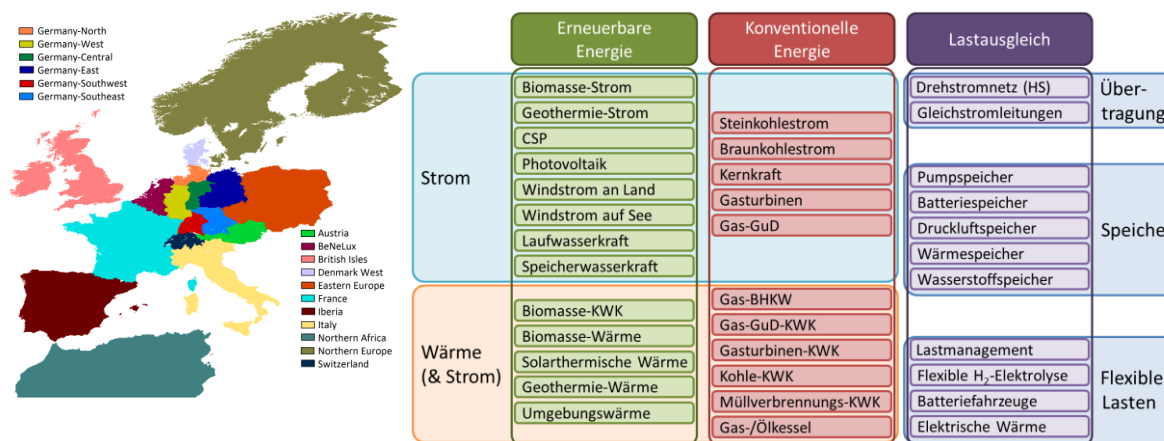 Germany-North
Germany-West
Germany-Central
Germany-East
Germany-Southwest
Germany-Southeast
Austria
BeNeLux
British Isles
Denmark West
Eastern Europe
France
Iberia
Italy
Northern Africa
Northern Europe
Switzerland
Erneuerbare
Energie
Konventionelle
Energie
Lastausgleich
Strom
Biomasse-Strom
Geothermie-Strom
CSP
Photovoltaik
Windstrom an Land
Windstrom auf See
Laufwasserkraft
Speicherwasserkraft
Steinkohlestrom
Braunkohlestrom
Kernkraft
Gasturbinen
Gas-GuD
Drehstromnetz (HS)
Gleichstromleitungen
Über-
tragung
Pumpspeicher
Batteriespeicher
Druckluftspeicher
Wärmespeicher
Wasserstoffspeicher
Speiche
Wärme
(& Strom)
Biomasse-KWK
Biomasse-Wärme
Solarthermische Wärme
Geothermie-Wärme
Umgebungswärme
Gas-BHKW
Gas-GuD-KWK
Gasturbinen-KWK
Kohle-KWK
Müllverbrennungs-KWK
Gas-/Ölkessel
Lastmanagement
Flexible H₂-Elektrolyse
Batteriefahrzeuge
Elektrische Wärme
Flexible
Lasten